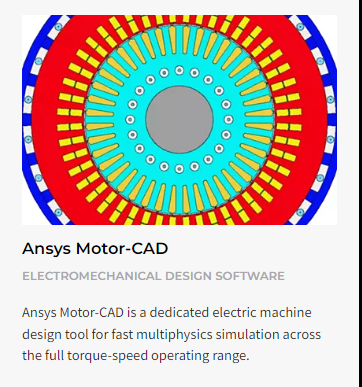 Ansys Motor-CAD
ELECTROMECHANICAL DESIGN SOFTWARE
Ansys Motor-CAD is a dedicated electric machine
design tool for fast multiphysics simulation across
the full torque-speed operating range.